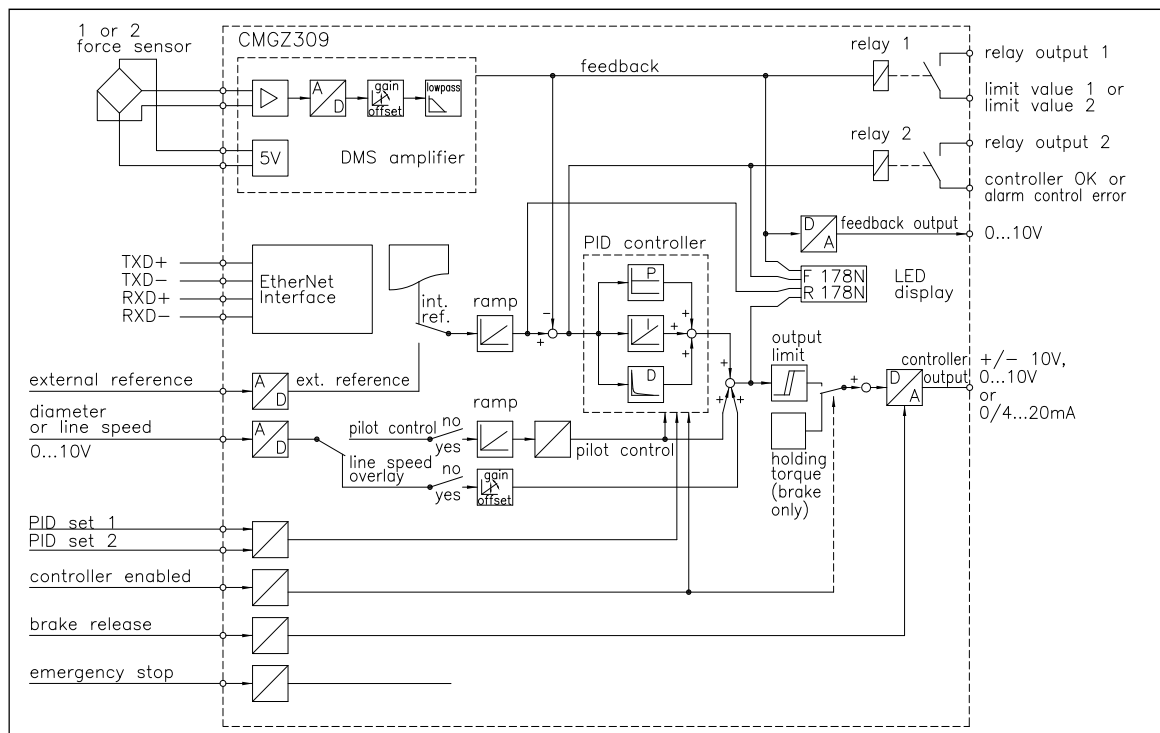 1 or 2
force sensor
CMGZ309
A
D
gain
offset
lowpass
5V
DMS amplifier
feedback
relay 1
relay output 1
limit value 1 or
limit value 2
relay 2
relay output 2
controller OK or
alarm control error
D
A
feedback output
0...10V
TXD+
TXD-
RXD+
RXD-
EtherNet
Interface
int.
ref.
ramp
-
+
PID controller
P
I
D
+
+
+
F 178N
R 178N
LED
display
external reference
A
D
ext. reference
diameter
or line speed
0...10V
A
D
pilot control
no
yes
ramp
pilot control
line speed
overlay
no
yes
gain
offset
+
+
+
output
limit
holding
torque
(brake
only)
+
D
A
controller
output
+/- 10V,
0...10V
or
0/4...20mA
PID set 1
PID set 2
controller enabled
brake release
emergency stop